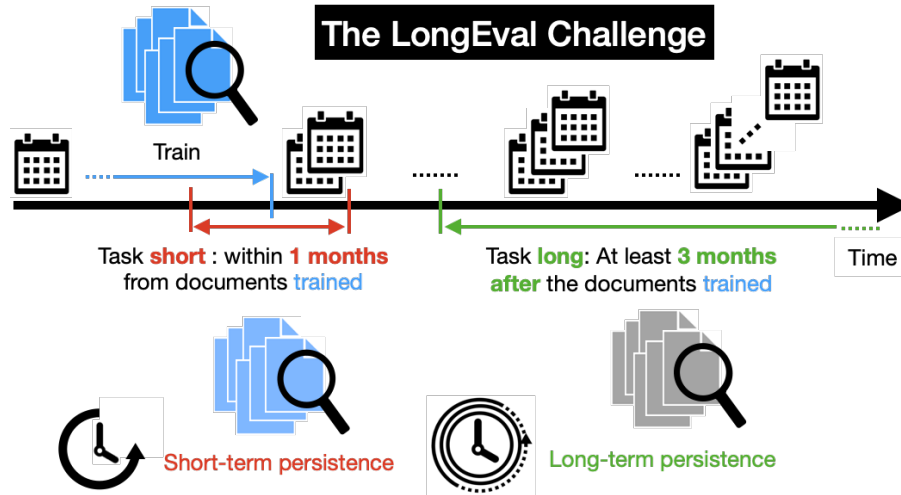 The LongEval Challenge
Train
Task short : within 1 months
from documents trained
Task long: At least 3 months
after the documents trained
Time
Short-term persistence
Long-term persistence